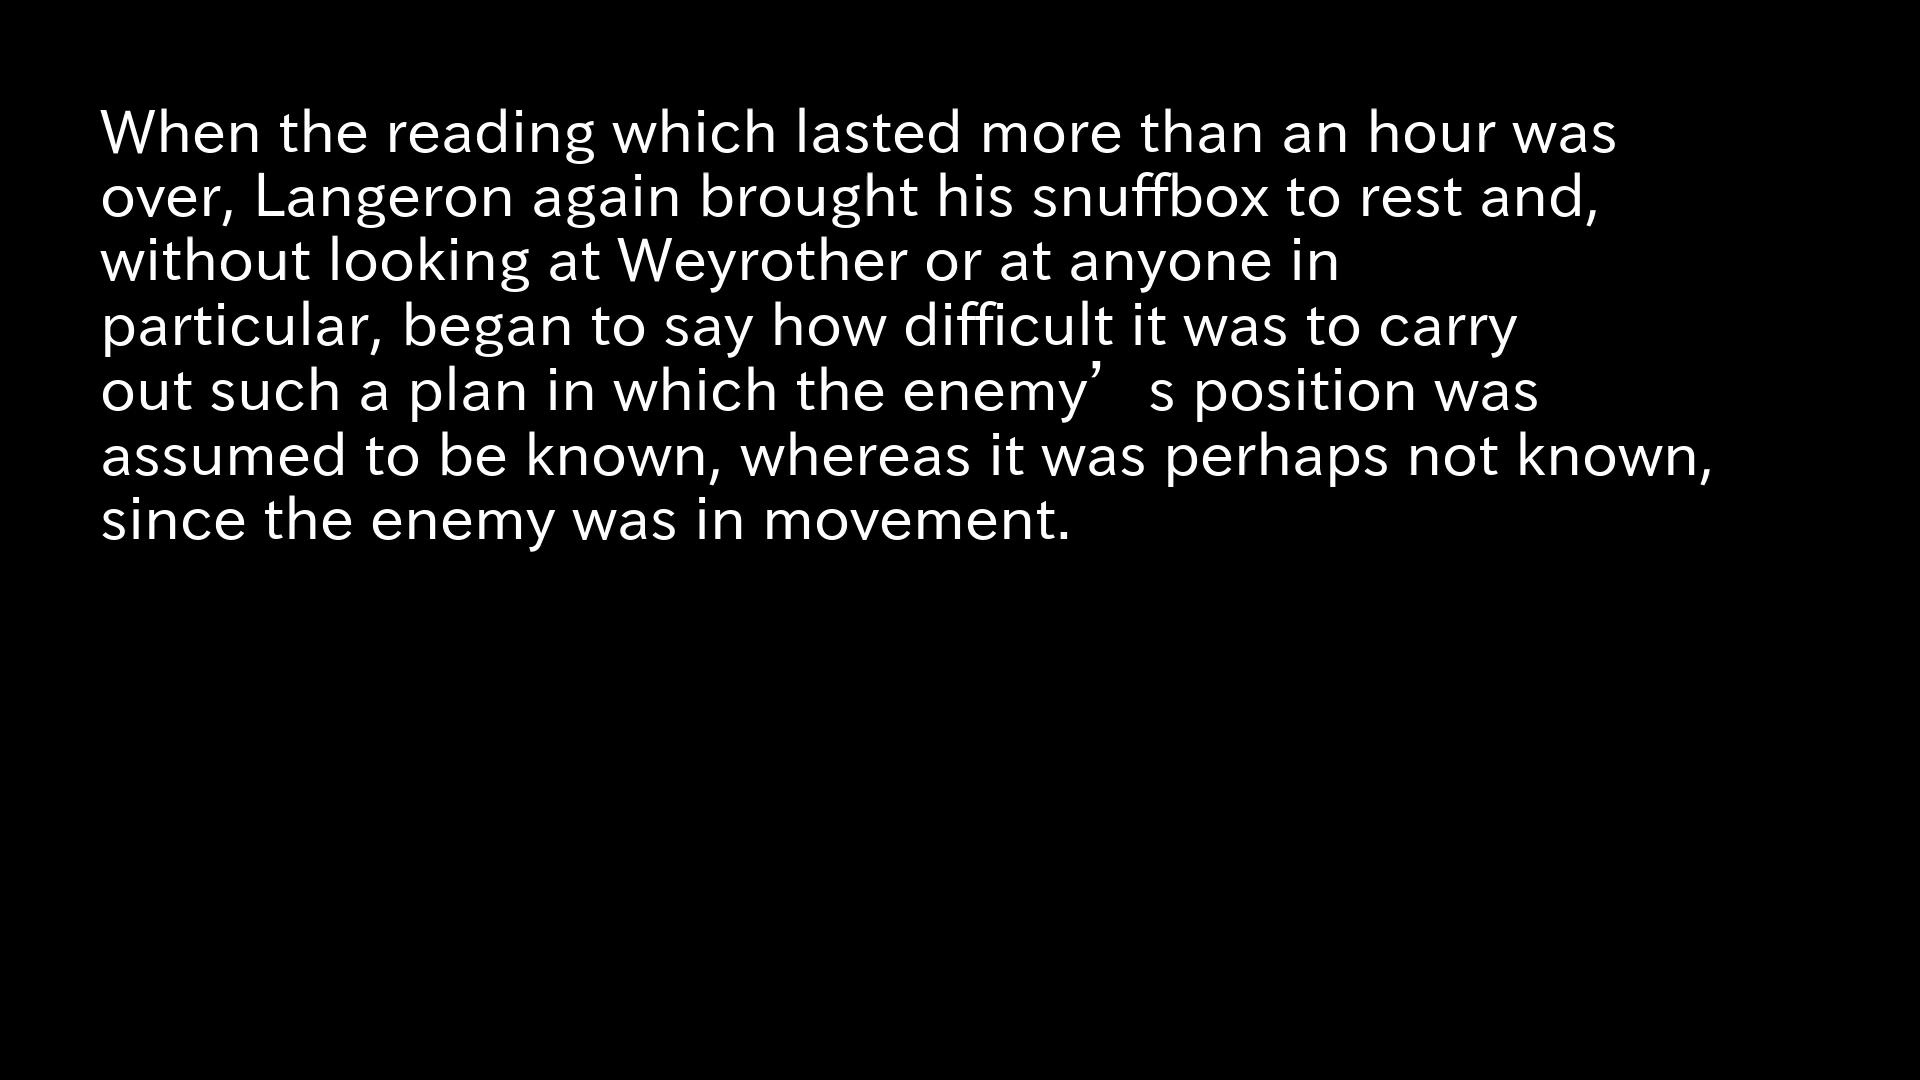 When the reading which lasted more than an hour was
over, Langeron again brought his snuffbox to rest and,
without looking at Weyrother or at anyone in
particular, began to say how difficult it was to carry
out such a plan in which the enemy’s position was
assumed to be known, whereas it was perhaps not known,
since the enemy was in movement.